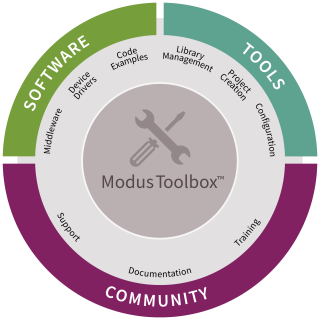 SOFTWARE
Middleware
Device
Drivers
Code
Examples
TOOLS
Library
Management
Project
Creation
Configuration
ModusToolbox™
COMMUNITY
Support
Documentation
Training